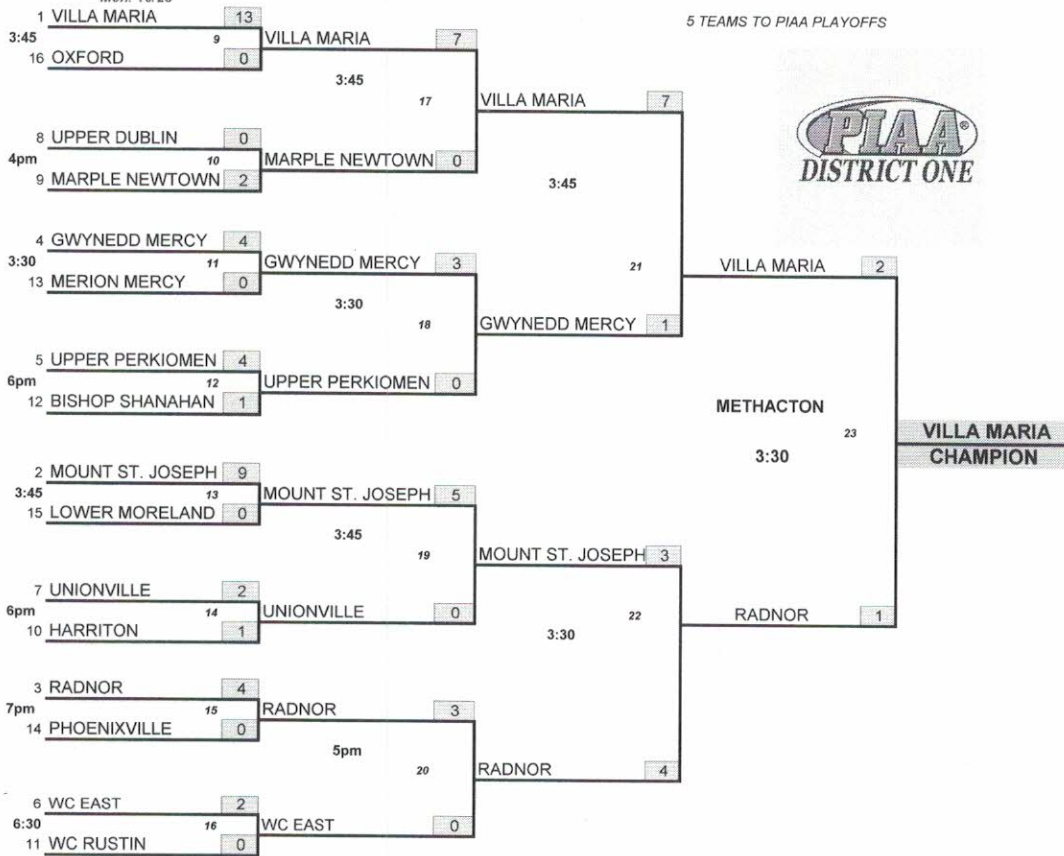 5 TEAMS TO PIAA PLAYOFFS
PIAA®
DISTRICT ONE
1 VILLA MARIA 13
3:45 9
16 OXFORD 0
VILLA MARIA 7
3:45
17
8 UPPER DUBLIN 0
4pm 10
9 MARPLE NEWTOWN 2
MARPLE NEWTOWN 0
VILLA MARIA 7
3:45
21
4 GWYNEDD MERCY 4
3:30 11
13 MERION MERCY 0
GWYNEDD MERCY 3
3:30
18
5 UPPER PERKIOMEN 4
6pm 12
12 BISHOP SHANAHAN 1
UPPER PERKIOMEN 0
GWYNEDD MERCY 1
VILLA MARIA 2
METHACTON
23
3:30
VILLA MARIA
CHAMPION
2 MOUNT ST. JOSEPH 9
3:45 13
15 LOWER MORELAND 0
MOUNT ST. JOSEPH 5
3:45
19
7 UNIONVILLE 2
6pm 14
10 HARRITON 1
UNIONVILLE 0
MOUNT ST. JOSEPH 3
3:30
22
RADNOR 1
3 RADNOR 4
7pm 15
14 PHOENIXVILLE 0
RADNOR 3
5pm
20
6 WC EAST 2
6:30 16
11 WC RUSTIN 0
WC EAST 0
RADNOR 4